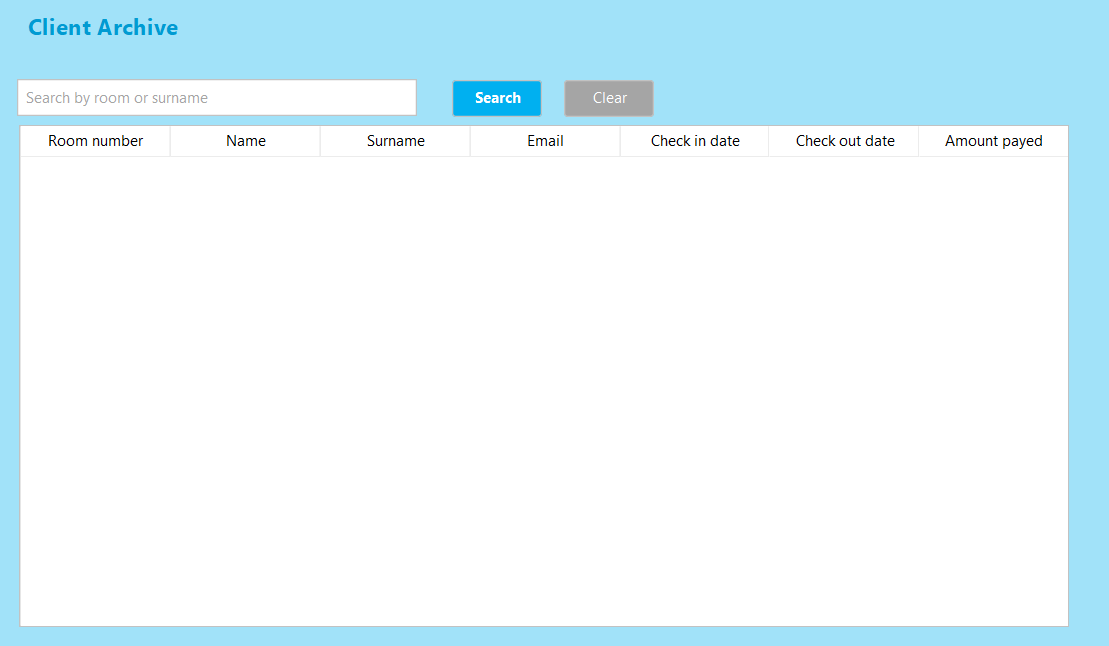 Client Archive
Search by room or surname Search Clear
Room number Name Surname Email Check in date Check out date Amount payed